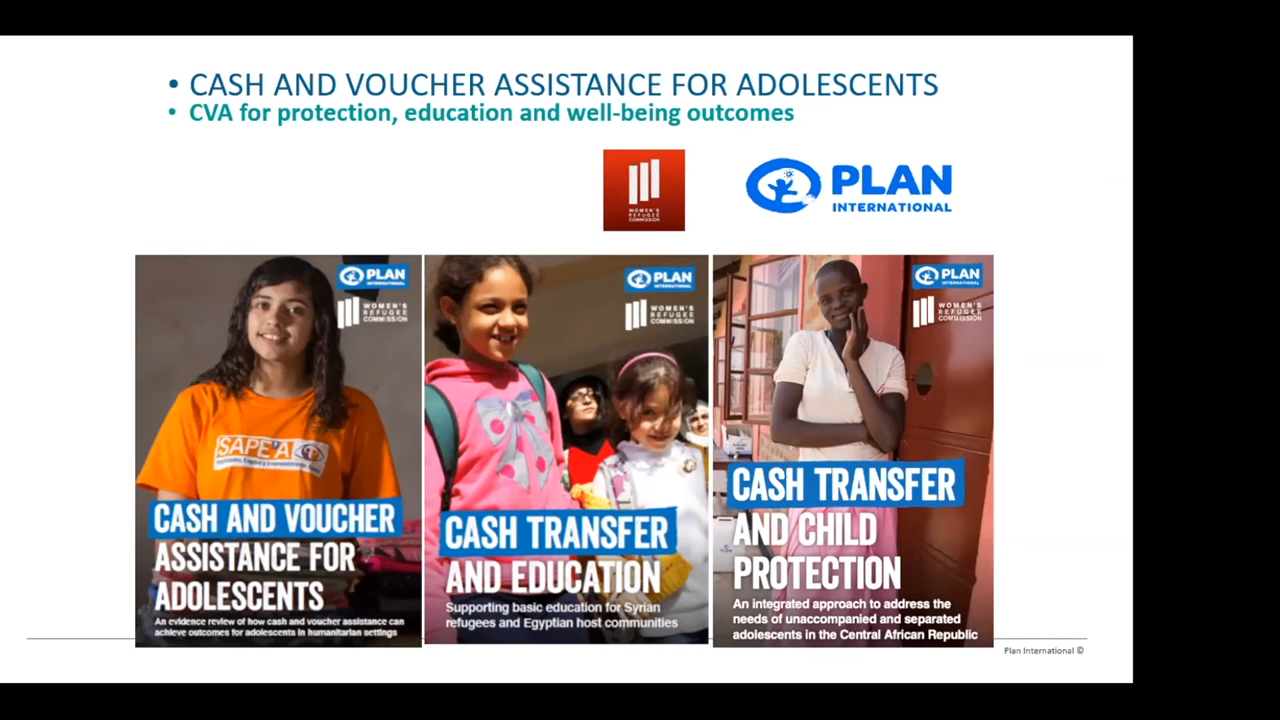 • CASH AND VOUCHER ASSISTANCE FOR ADOLESCENTS
• CVA for protection, education and well-being outcomes
WOMEN'S
REFUGEE
COMMISSION
PLAN
INTERNATIONAL
PLAN
INTERNATIONAL
WOMEN'S
REFUGEE
COMMISSION
SAPE'A
CASH AND VOUCHER
ASSISTANCE FOR
ADOLESCENTS
An evidence review of how cash and voucher assistance can
achieve outcomes for adolescents in humanitarian settings
PLAN
INTERNATIONAL
WOMEN'S
REFUGEE
COMMISSION
CASH TRANSFER
AND EDUCATION
Supporting basic education for Syrian
refugees and Egyptian host communities
PLAN
INTERNATIONAL
WOMEN'S
REFUGEE
COMMISSION
CASH TRANSFER
AND CHILD
PROTECTION
An integrated approach to address the
needs of unaccompanied and separated
adolescents in the Central African Republic
Plan International ©